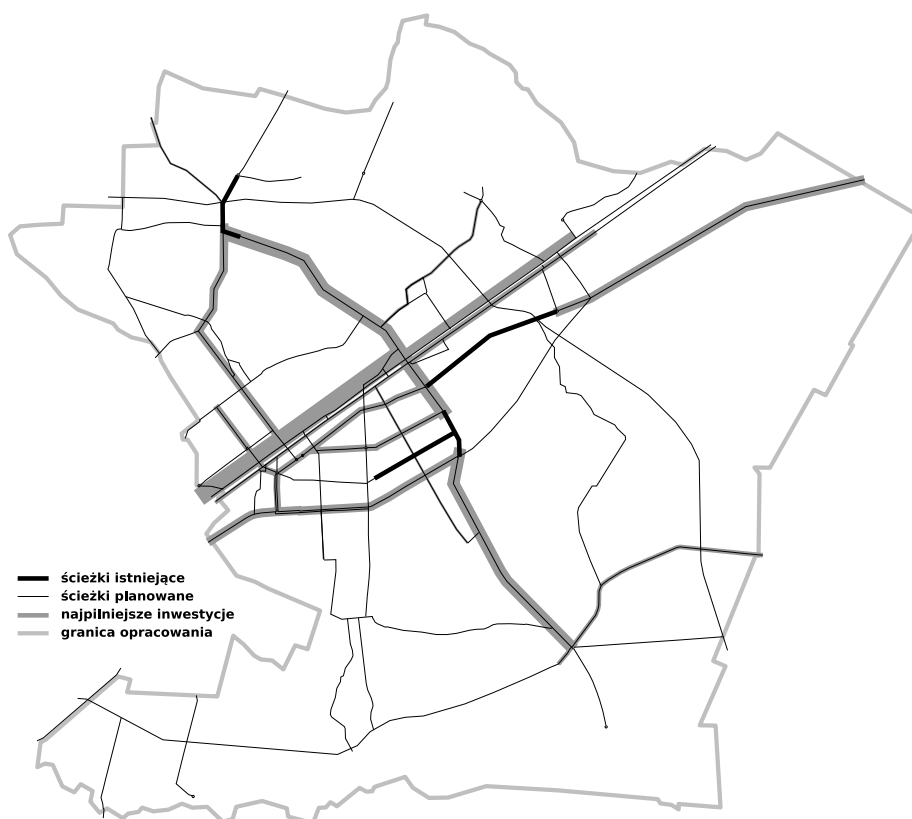 ścieżki istniejące
ścieżki planowane
najpilniejsze inwestycje
granica opracowania